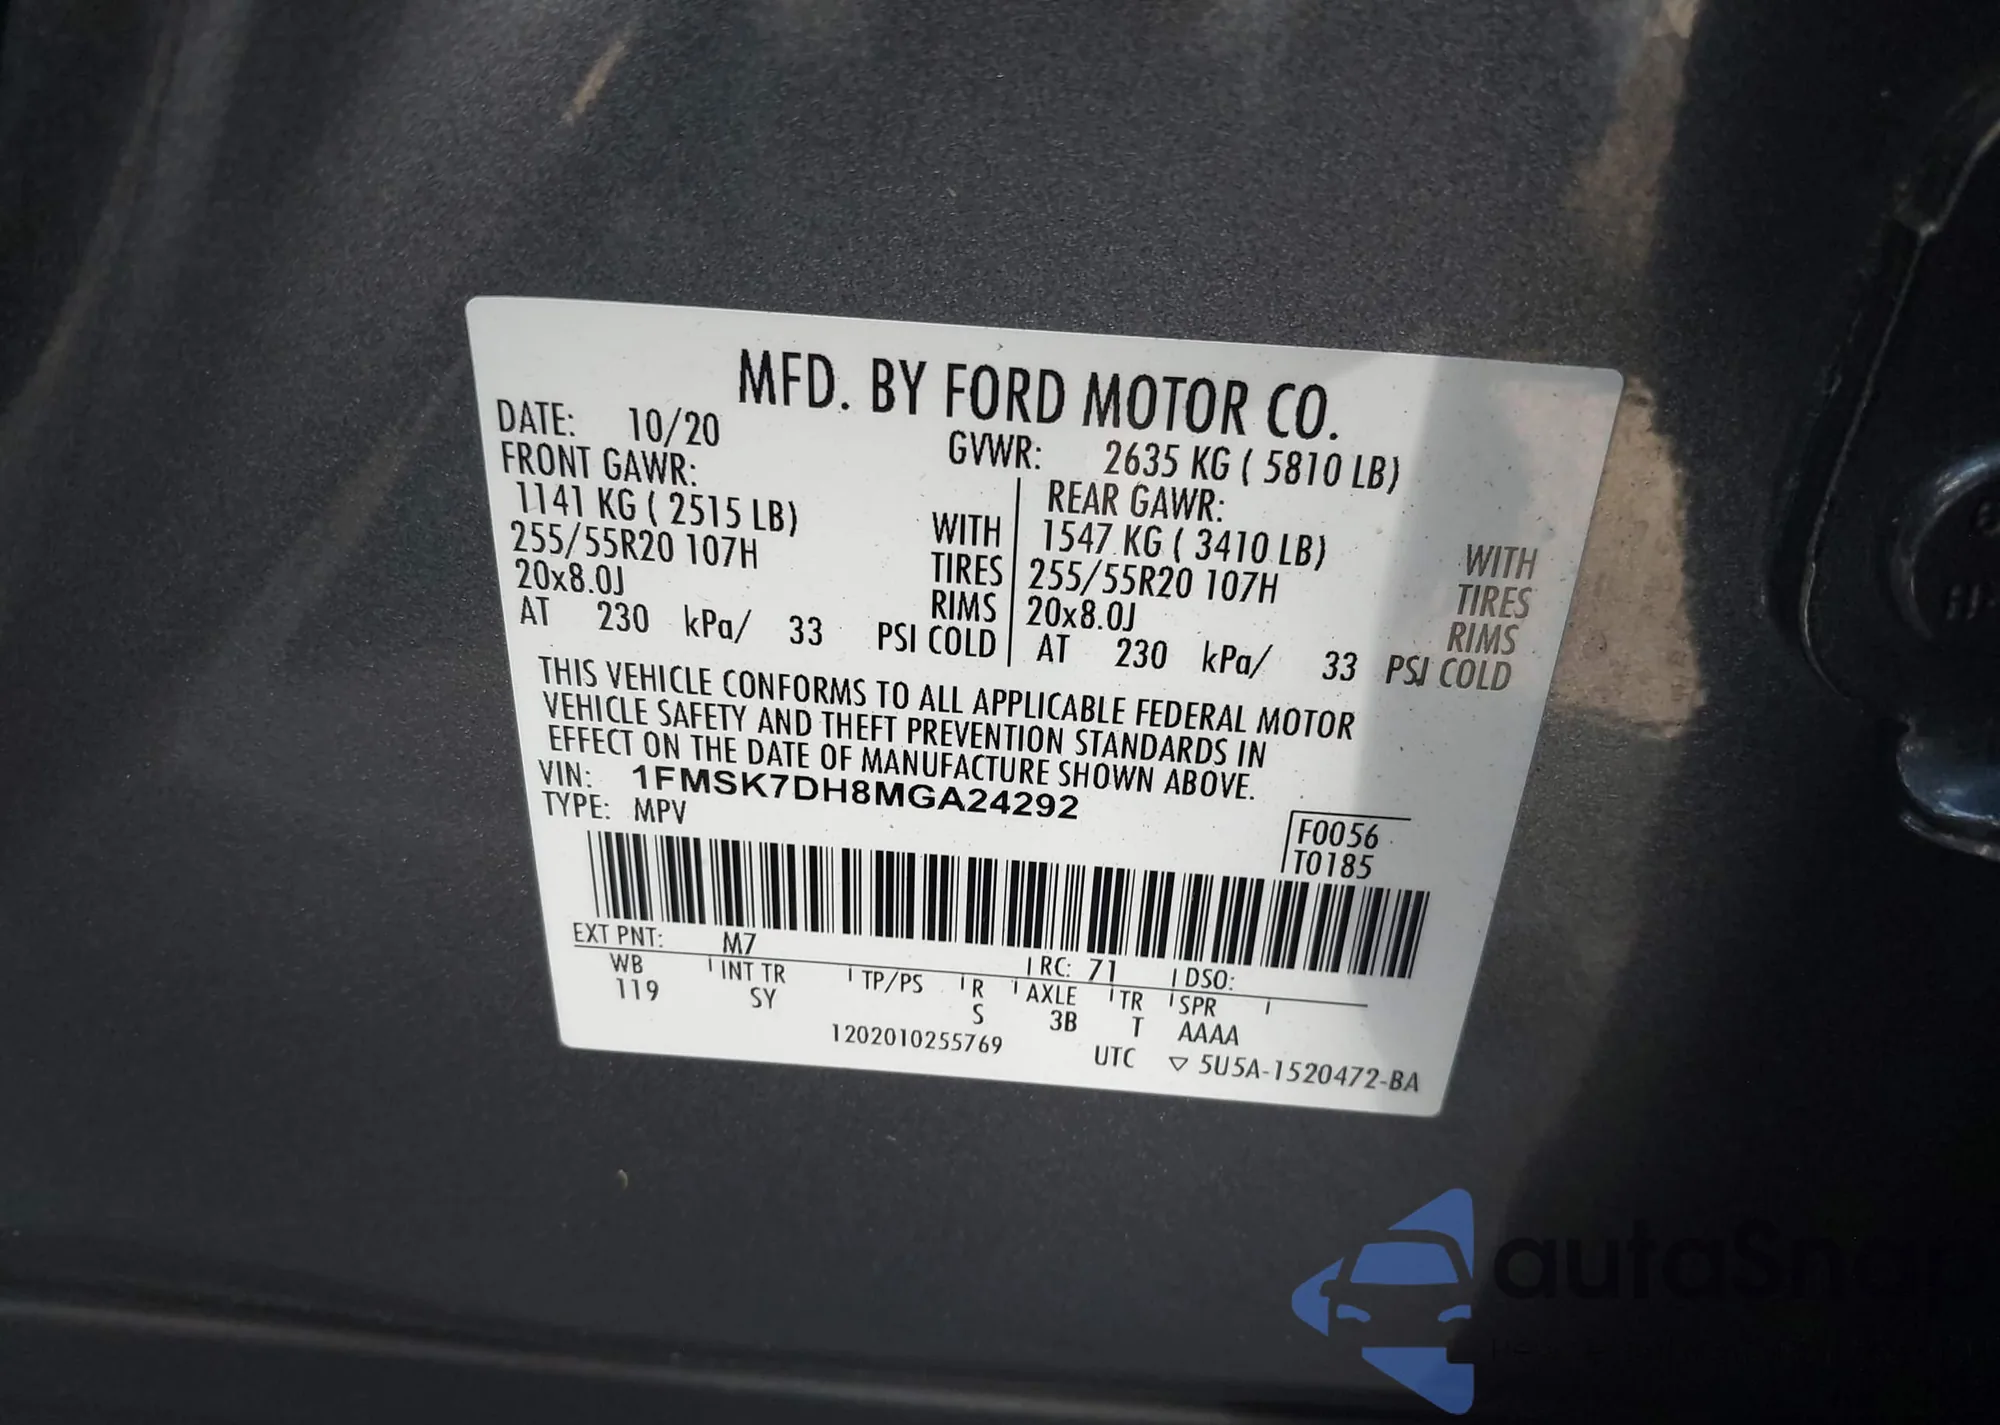 MFD. BY FORD MOTOR CO.
DATE: 10/20 GVWR: 2635 KG ( 5810 LB)
FRONT GAWR: REAR GAWR:
1141 KG ( 2515 LB) WITH 1547 KG ( 3410 LB) WITH
255/55R20 107H TIRES 255/55R20 107H TIRES
20x8.0J RIMS 20x8.0J RIMS
AT 230 kPa/ 33 PSI COLD AT 230 kPa/ 33 PSI COLD
THIS VEHICLE CONFORMS TO ALL APPLICABLE FEDERAL MOTOR
VEHICLE SAFETY AND THEFT PREVENTION STANDARDS IN
EFFECT ON THE DATE OF MANUFACTURE SHOWN ABOVE.
VIN: 1FMSK7DH8MGA24292
TYPE: MPV
F0056
T0185
EXT PNT: M7 RC: 71 DSO:
WB INT TR TP/PS R AXLE TR SPR
119 SY S 3B T AAAA
1202010255769 UTC ▽ 5U5A-1520472-BA
autoSnap